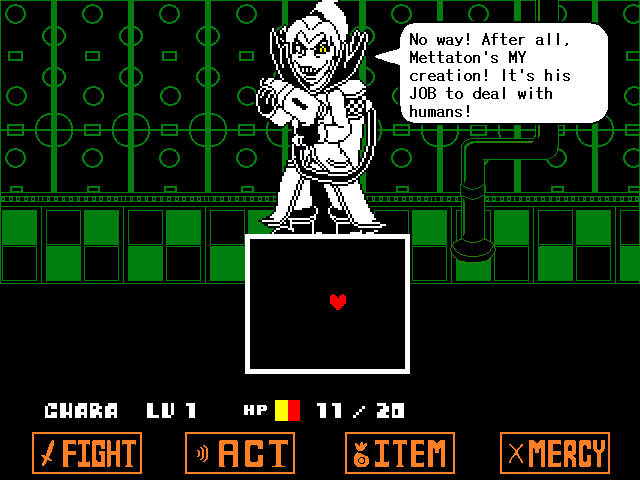 No way! After all,
Mettaton's MY
creation! It's his
JOB to deal with
humans!
CHARA LV 1 HP 11 / 20
FIGHT ACT ITEM MERCY